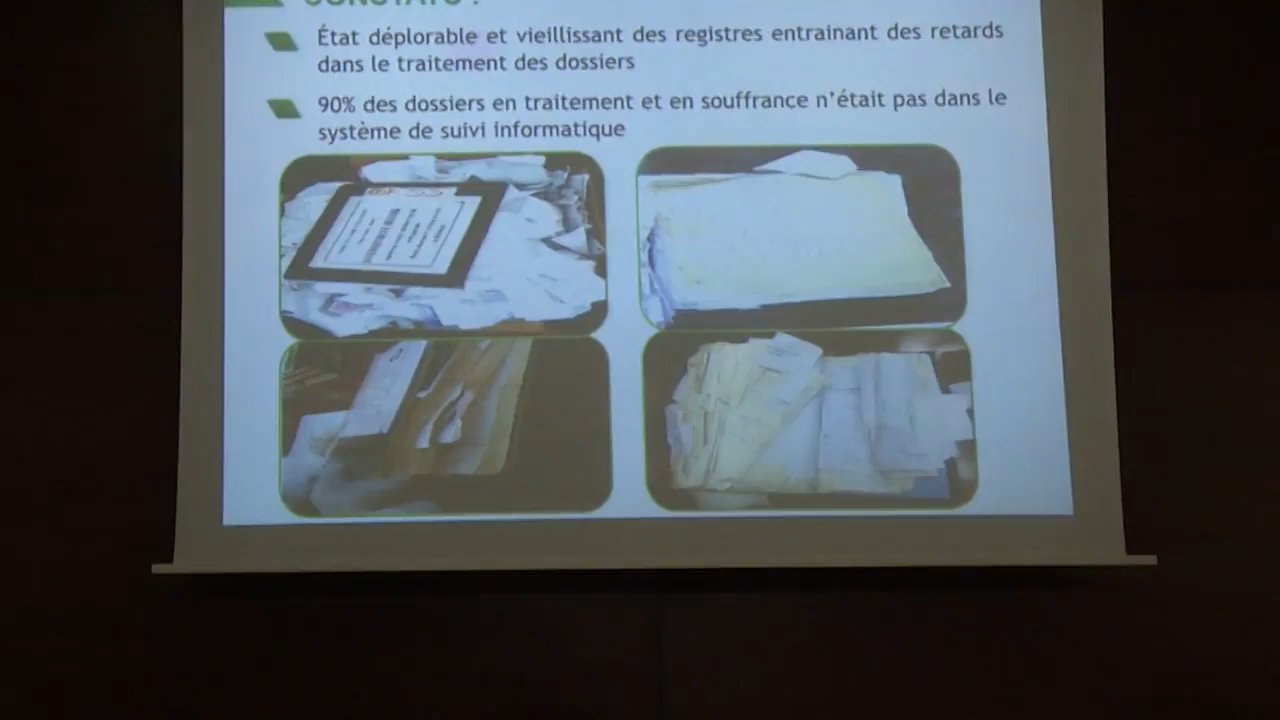 CONSTATS :
État déplorable et vieillissant des registres entrainant des retards
dans le traitement des dossiers
90% des dossiers en traitement et en souffrance n'était pas dans le
système de suivi informatique